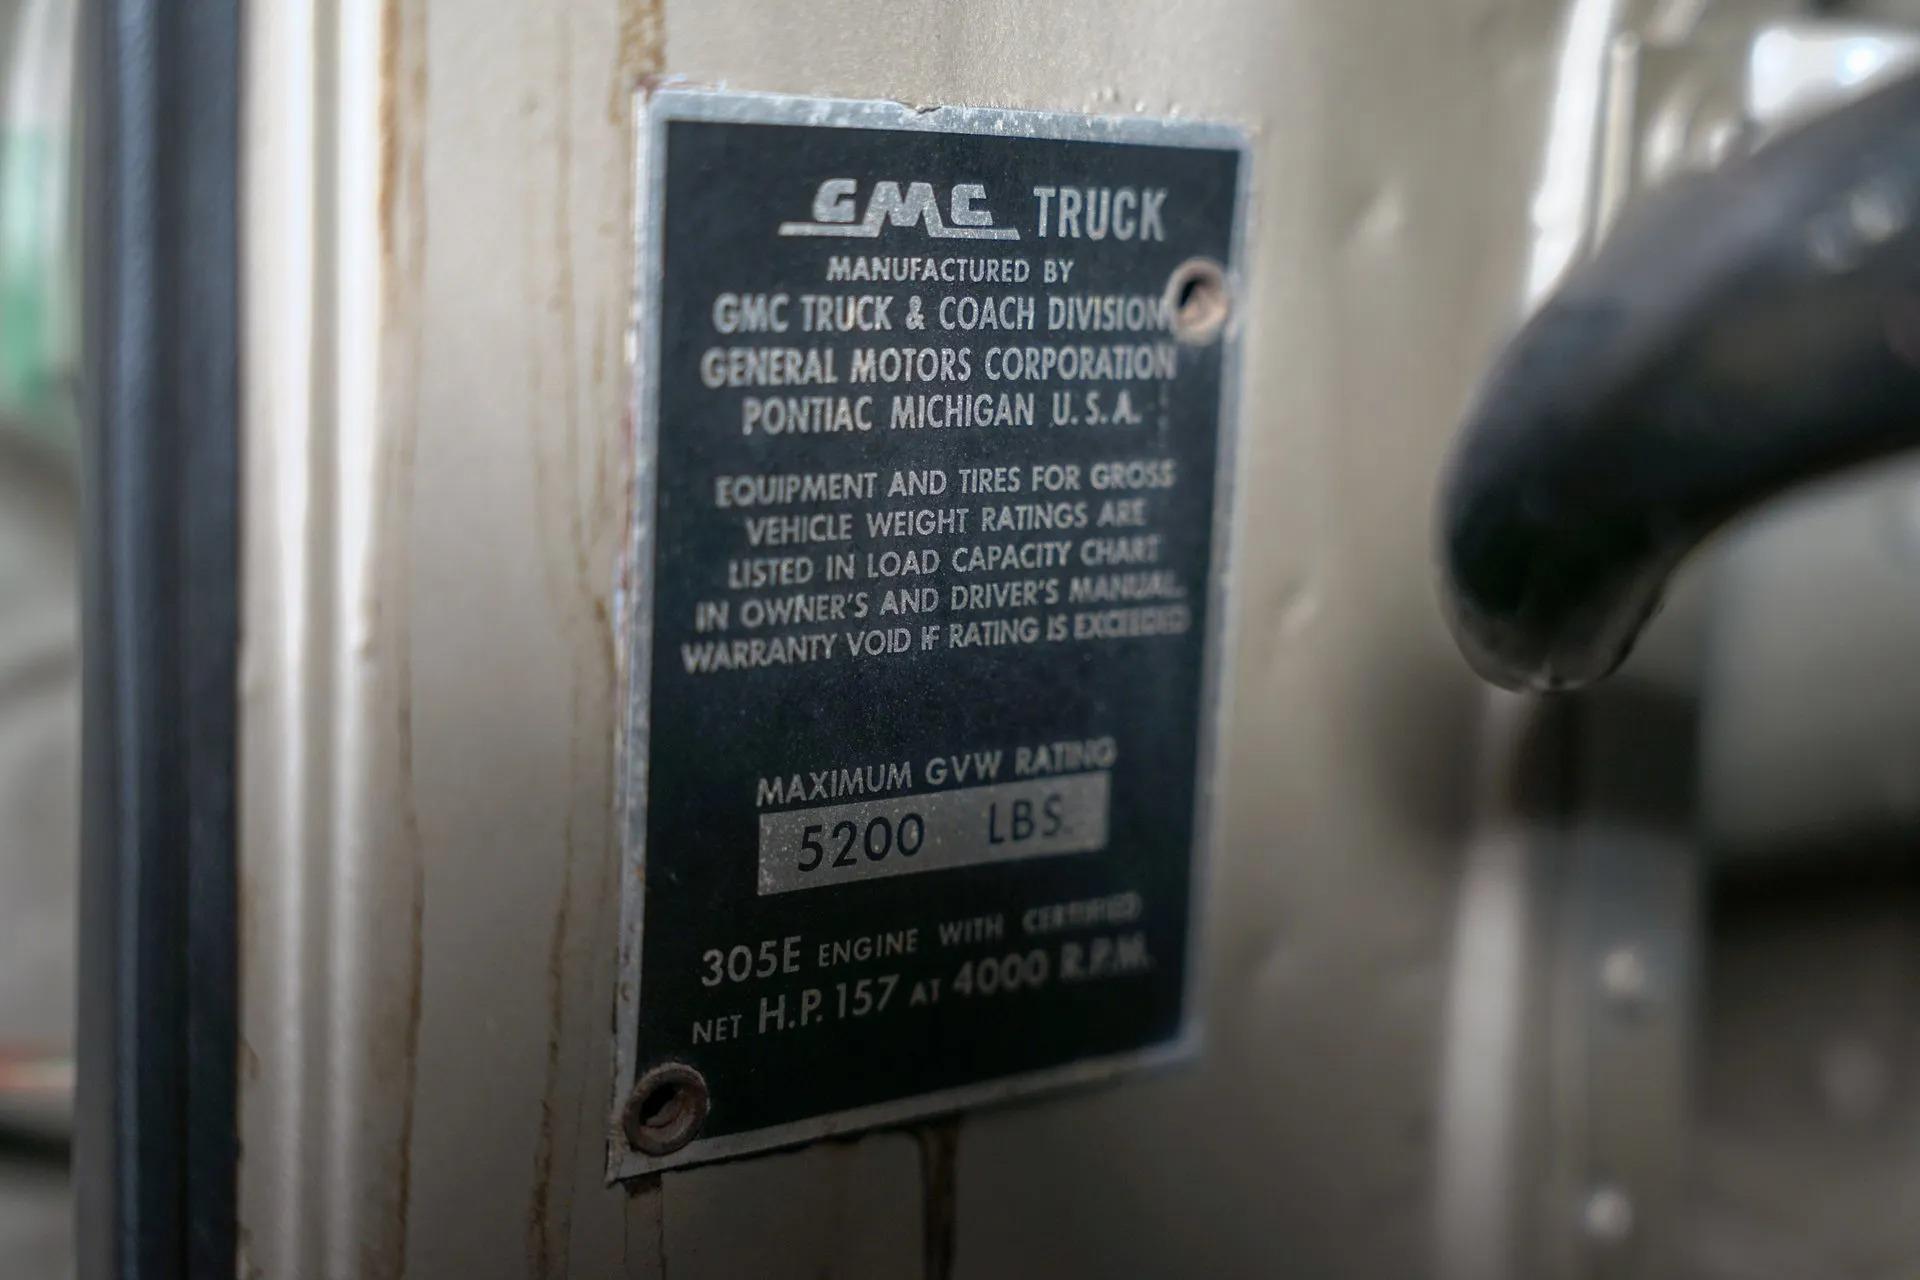 GMC TRUCK
MANUFACTURED BY
GMC TRUCK & COACH DIVISION
GENERAL MOTORS CORPORATION
PONTIAC MICHIGAN U.S.A.
EQUIPMENT AND TIRES FOR GROSS
VEHICLE WEIGHT RATINGS ARE
LISTED IN LOAD CAPACITY CHART
IN OWNER'S AND DRIVER'S MANUAL.
WARRANTY VOID IF RATING IS EXCEEDED
MAXIMUM GVW RATING
5200 LBS.
305E ENGINE WITH CERTIFIED
NET H.P. 157 AT 4000 R.P.M.